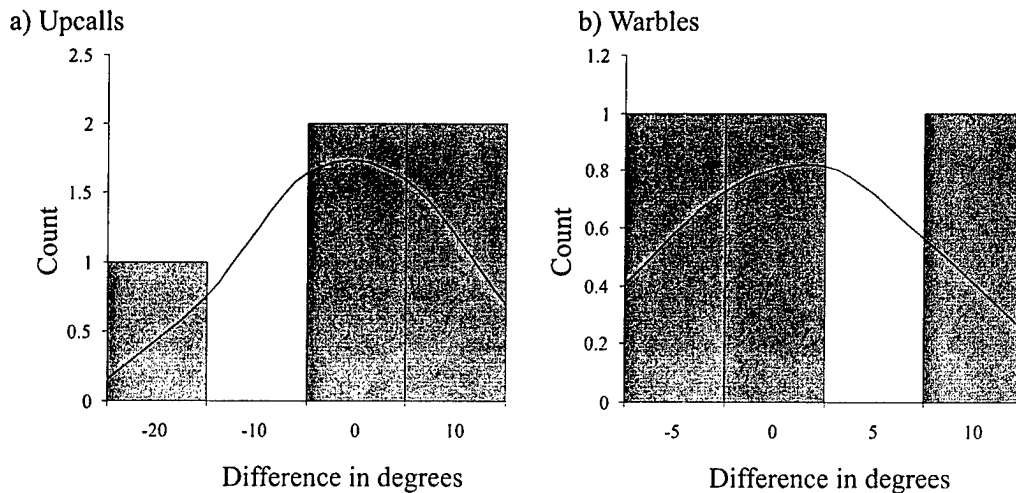 a) Upcalls
2.5
2
1.5
1
0.5
0
Count
-20 -10 0 10
Difference in degrees
b) Warbles
1.2
1
0.8
0.6
0.4
0.2
0
Count
-5 0 5 10
Difference in degrees